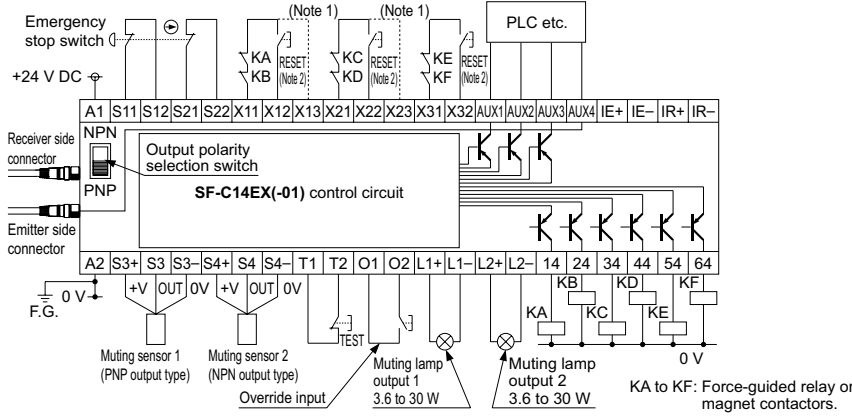 Emergency
stop switch
(Note 1)
(Note 1)
PLC etc.
+24 V DC
KA
KB
RESET
(Note 2)
KC
KD
RESET
(Note 2)
KE
KF
RESET
(Note 2)
A1 S11 S12 S21 S22 X11 X12 X13 X21 X22 X23 X31 X32 AUX1 AUX2 AUX3 AUX4 IE+ IE– IR+ IR–
Receiver side
connector
NPN
PNP
Output polarity
selection switch
SF-C14EX(-01) control circuit
Emitter side
connector
A2 S3+ S3 S3– S4+ S4 S4– T1 T2 O1 O2 L1+ L1– L2+ L2– 14 24 34 44 54 64
0 V
F.G.
+V OUT 0V
+V OUT 0V
TEST
KA KB KC KD KE KF
0 V
Muting sensor 1
(PNP output type)
Muting sensor 2
(NPN output type)
Override input
Muting lamp
output 1
3.6 to 30 W
Muting lamp
output 2
3.6 to 30 W
KA to KF: Force-guided relay or
magnet contactors.